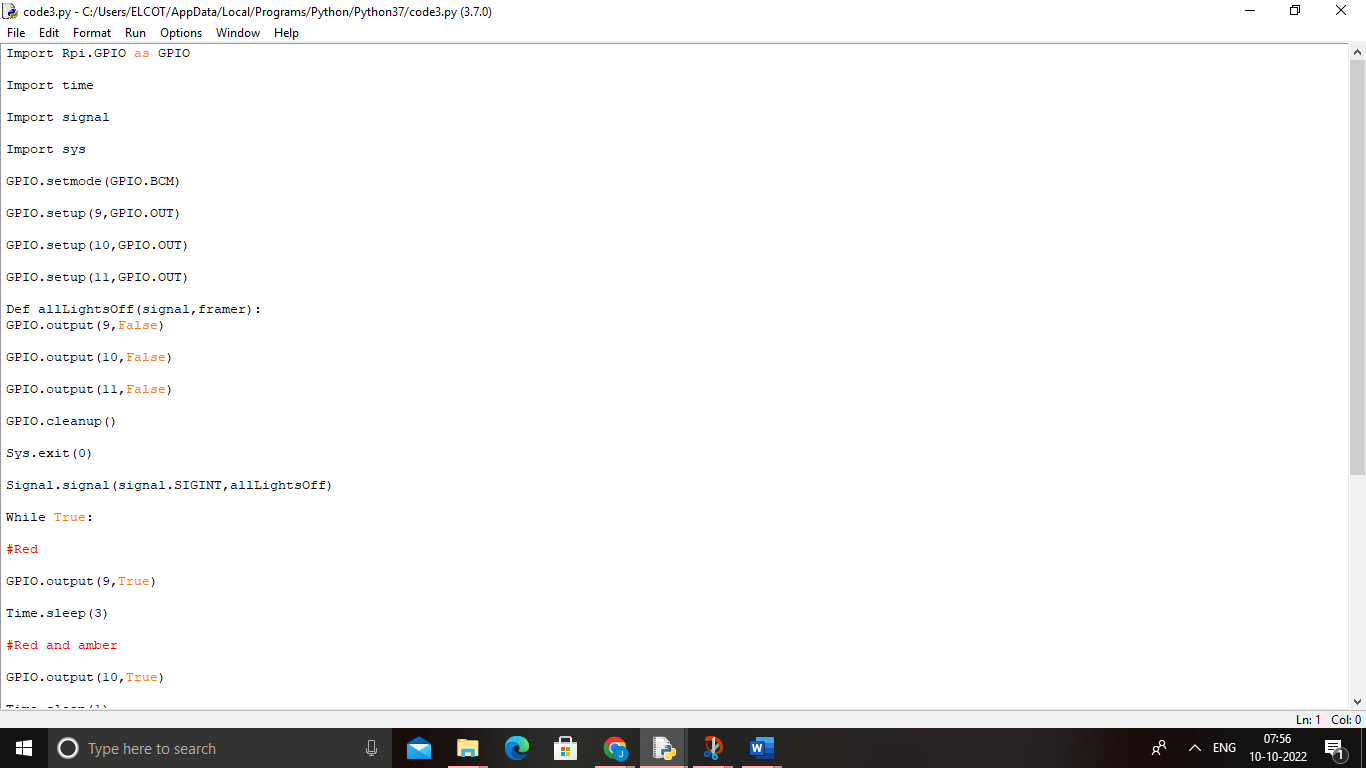 code3.py - C:/Users/ELCOT/AppData/Local/Programs/Python/Python37/code3.py (3.7.0)
File Edit Format Run Options Window Help
Import Rpi.GPIO as GPIO
Import time
Import signal
Import sys
GPIO.setmode(GPIO.BCM)
GPIO.setup(9,GPIO.OUT)
GPIO.setup(10,GPIO.OUT)
GPIO.setup(11,GPIO.OUT)
Def allLightsOff(signal,framer):
GPIO.output(9,False)
GPIO.output(10,False)
GPIO.output(11,False)
GPIO.cleanup()
Sys.exit(0)
Signal.signal(signal.SIGINT,allLightsOff)
While True:
#Red
GPIO.output(9,True)
Time.sleep(3)
#Red and amber
GPIO.output(10,True)
Ln: 1 Col: 0
Type here to search
W
ENG
07:56
10-10-2022
1